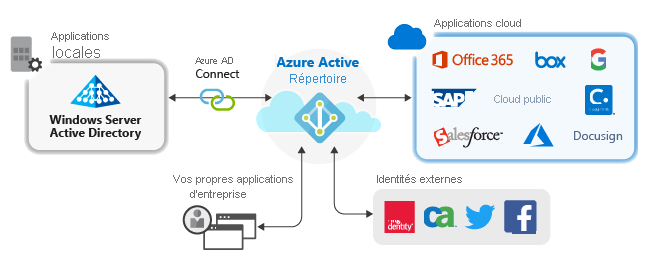 Applications
locales
Windows Server
Active Directory
Azure AD
Connect
Azure Active
Répertoire
Applications cloud
Office 365
box
G
SAP
Cloud public
C.
salesforce
Docusign
Vos propres applications
d'entreprise
Identités externes
dentity
ca
f